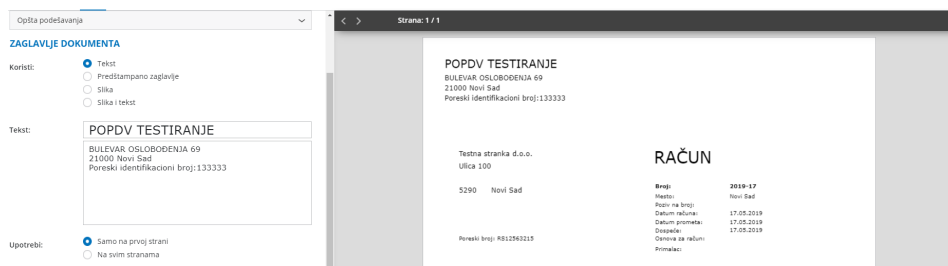 Opšta podešavanja
ZAGLAVLJE DOKUMENTA
Koristi:
Tekst
Predštampano zaglavlje
Slika
Slika i tekst
Tekst:
POPDV TESTIRANJE
BULEVAR OSLOBOĐENJA 69
21000 Novi Sad
Poreski identifikacioni broj:133333
Upotrebi:
Samo na prvoj strani
Na svim stranama
Strana: 1 / 1
POPDV TESTIRANJE
BULEVAR OSLOBOĐENJA 69
21000 Novi Sad
Poreski identifikacioni broj:133333
Testna stranka d.o.o.
Ulica 100
5290 Novi Sad
Poreski broj: RS12563215
RAČUN
Broj: 2019-17
Mesto: Novi Sad
Poziv na broj:
Datum računa: 17.05.2019
Datum prometa: 17.05.2019
Dospeće: 17.05.2019
Osnova za račun:
Primalac: